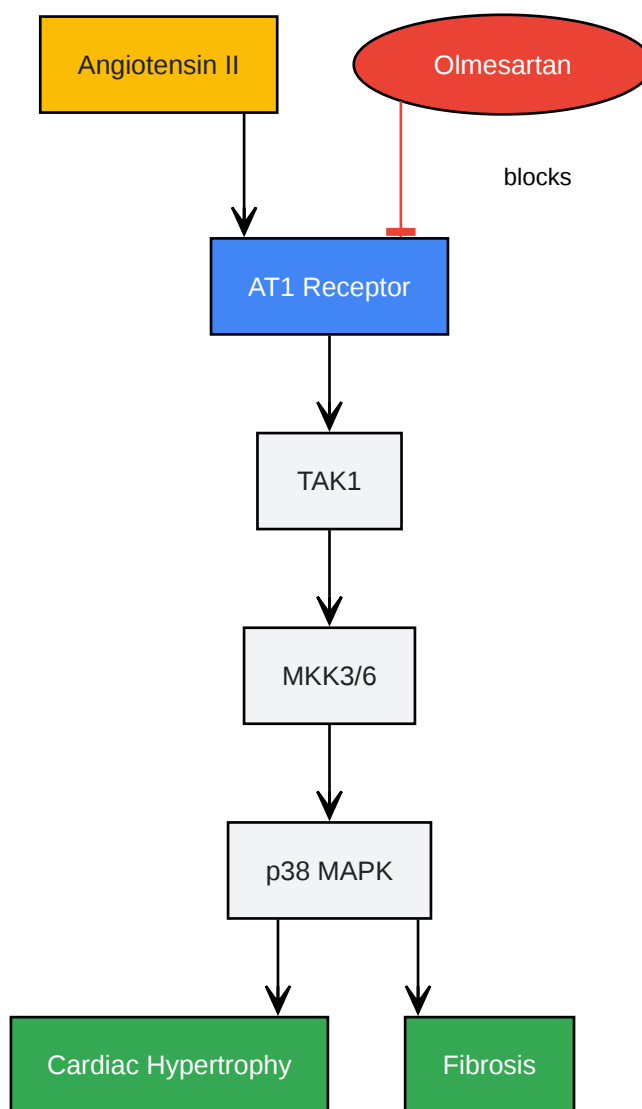 Angiotensin II
Olmesartan
blocks
AT1 Receptor
TAK1
MKK3/6
p38 MAPK
Cardiac Hypertrophy
Fibrosis